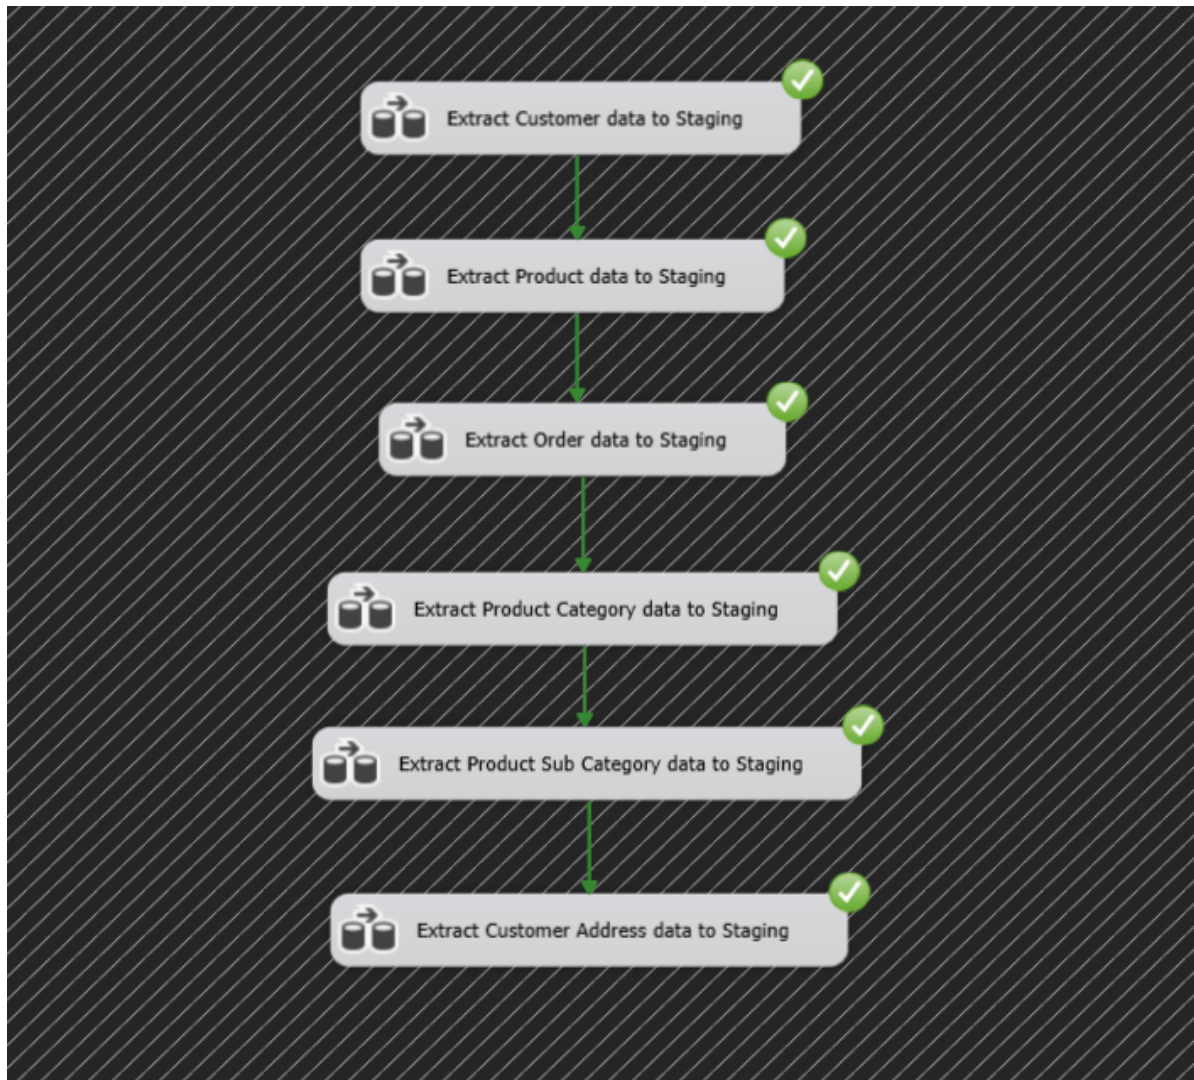 Extract Customer data to Staging
Extract Product data to Staging
Extract Order data to Staging
Extract Product Category data to Staging
Extract Product Sub Category data to Staging
Extract Customer Address data to Staging